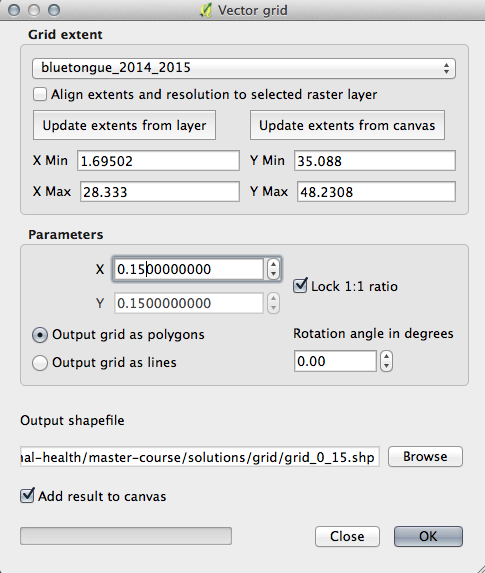 Vector grid
Grid extent
bluetongue_2014_2015
Align extents and resolution to selected raster layer
Update extents from layer Update extents from canvas
X Min 1.69502 Y Min 35.088
X Max 28.333 Y Max 48.2308
Parameters
X 0.1500000000
Lock 1:1 ratio
Y 0.1500000000
Output grid as polygons Rotation angle in degrees
Output grid as lines 0.00
Output shapefile
nal-health/master-course/solutions/grid/grid_0_15.shp Browse
Add result to canvas
Close OK